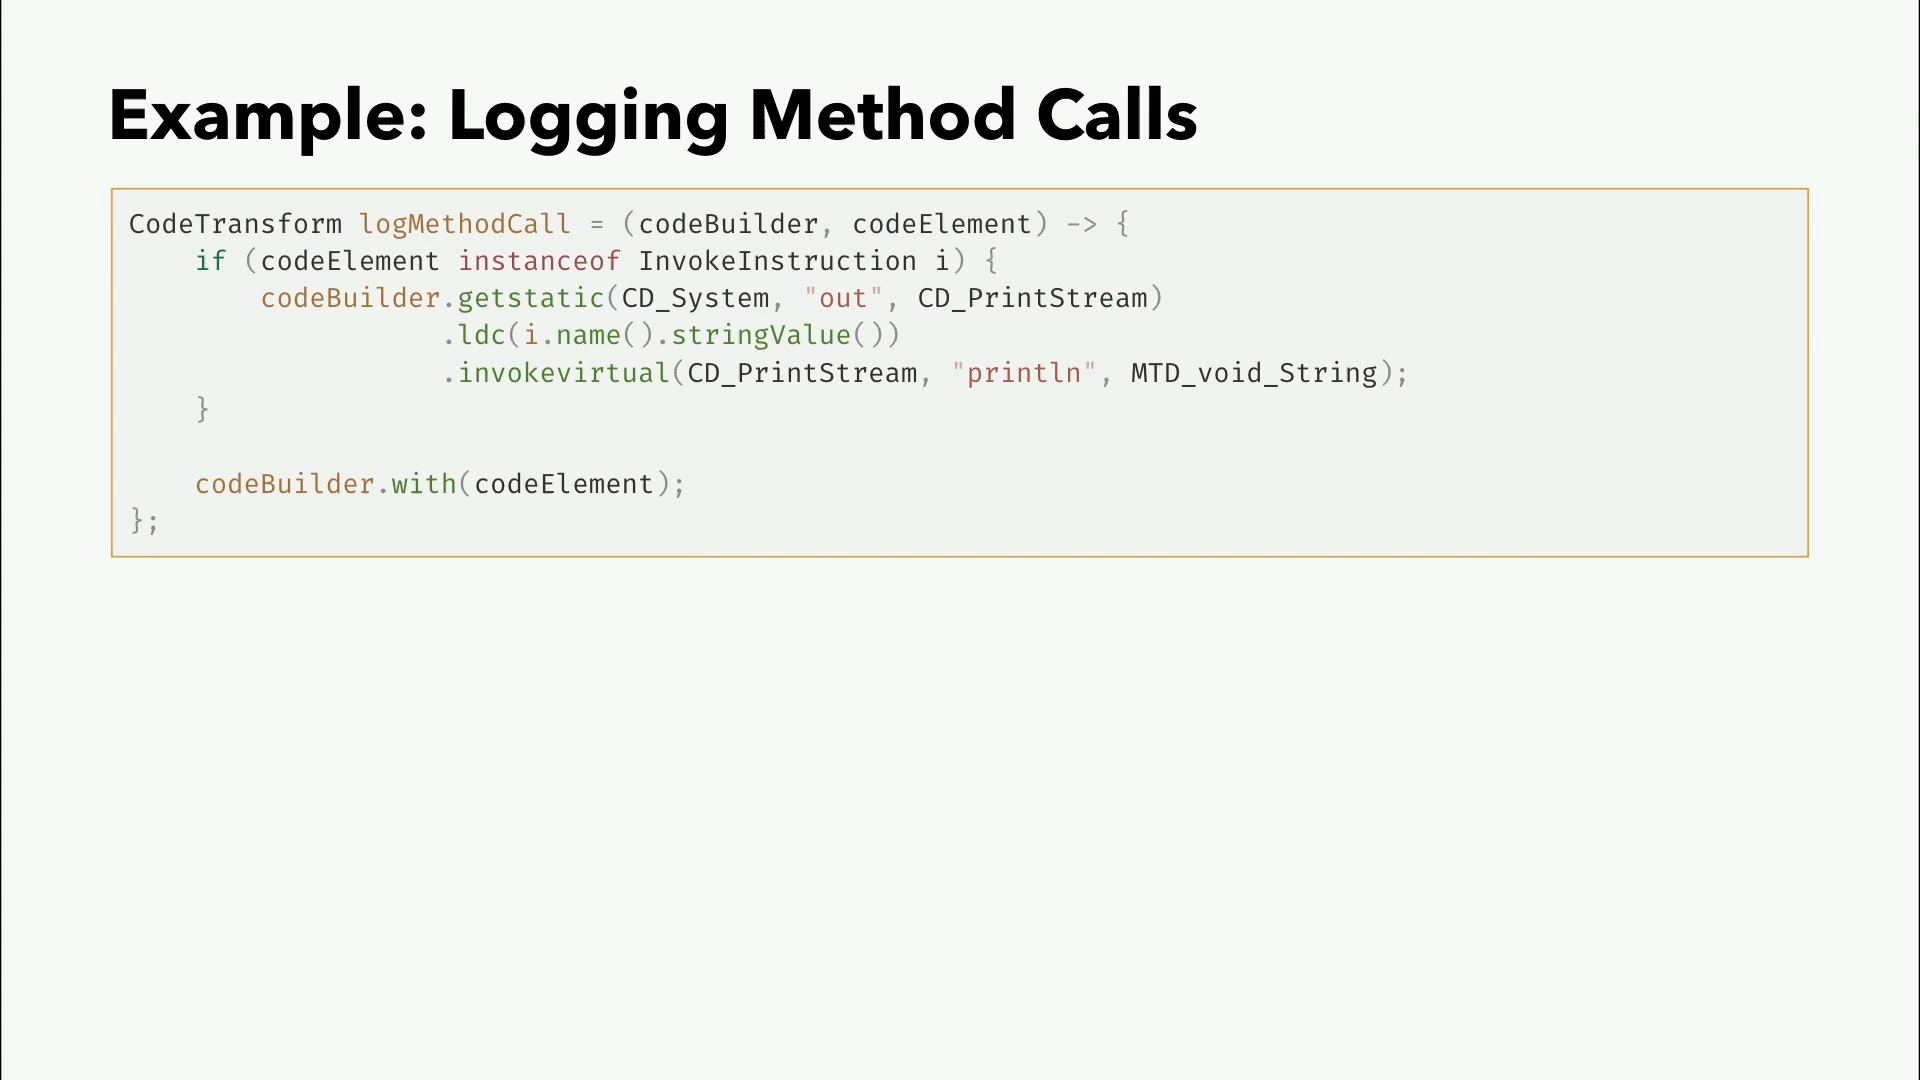 Example: Logging Method Calls
CodeTransform logMethodCall = (codeBuilder, codeElement) -> {
    if (codeElement instanceof InvokeInstruction i) {
        codeBuilder.getstatic(CD_System, "out", CD_PrintStream)
                   .ldc(i.name().stringValue())
                   .invokevirtual(CD_PrintStream, "println", MTD_void_String);
    }

    codeBuilder.with(codeElement);
};